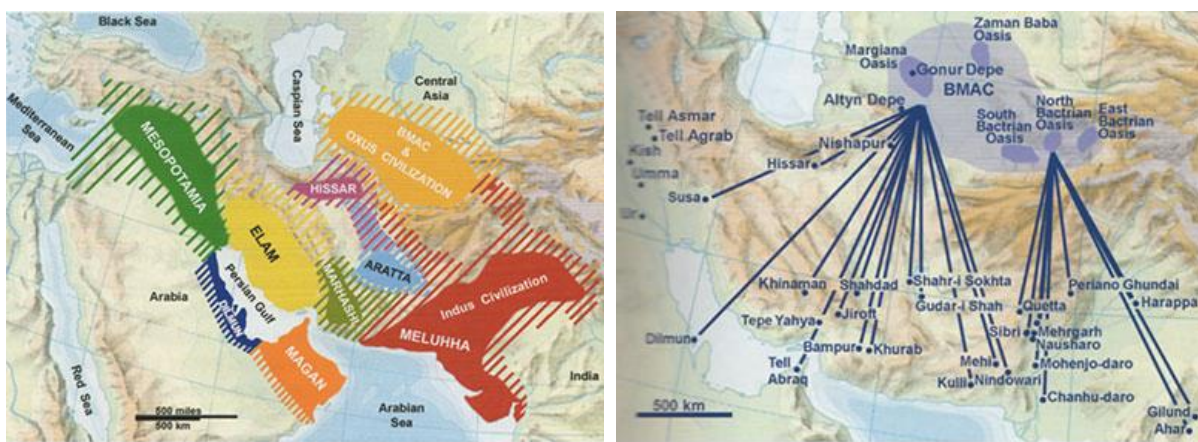 Black Sea
Caspian Sea
Central
Asia
Mediterranean
Sea
MESOPOTAMIA
BMAC
&
OXUS CIVILIZATION
HISSAR
ELAM
ARATTA
MARHASHI
Persian Gulf
Arabia
DILMUN
Indus Civilization
MELUHHA
MAGAN
India
Red Sea
Arabian
Sea
500 miles
500 km
Zaman Baba
Oasis
Margiana
Oasis
Gonur Depe
BMAC
Altyn Depe
North
Bactrian
Oasis
East
Bactrian
Oasis
South
Bactrian
Oasis
Tell Asmar
Tell Agrab
Kish
Umma
Ur
Nishapur
Hissar
Susa
Khinaman
Shahdad
Shahr-i Sokhta
Gudar-i Shah
Periano Ghundai
Harappa
Quetta
Tepe Yahya
Jiroft
Sibri
Mehrgarh
Nausharo
Dilmun
Bampur
Khurab
Tell
Abraq
Mehi
Mohenjo-daro
Kulli
Nindowari
Chanhu-daro
Gilund
Ahar
500 km